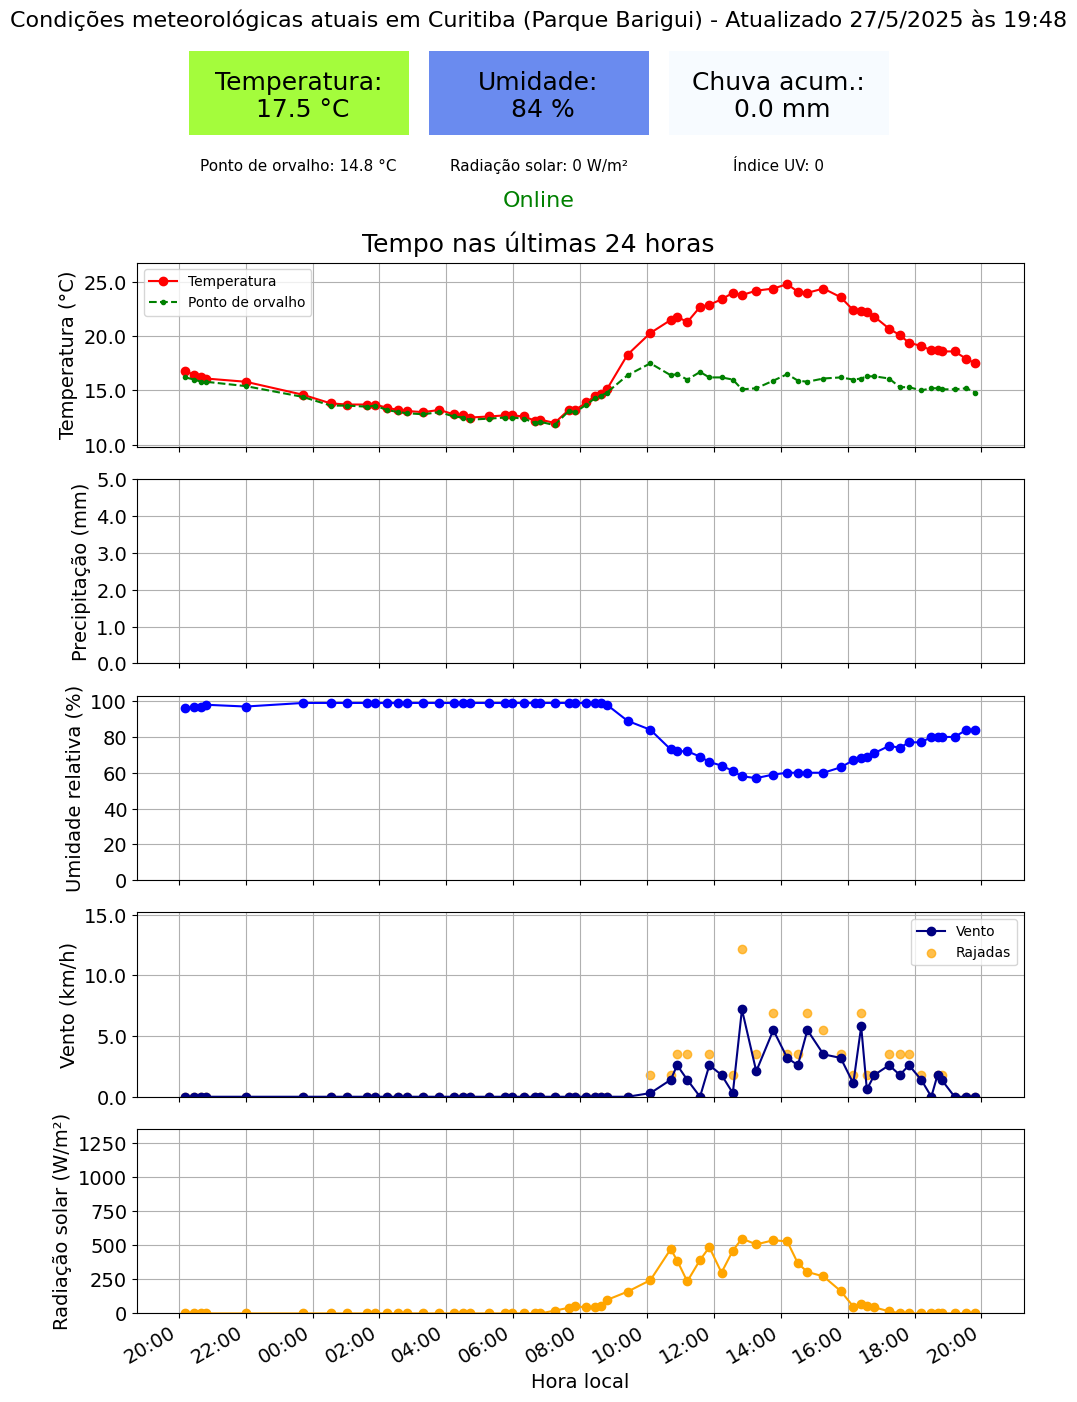 Condições meteorológicas atuais em Curitiba (Parque Barigui) - Atualizado 27/5/2025 às 19:48
Temperatura:
17.5 °C
Umidade:
84 %
Chuva acum.:
0.0 mm
Ponto de orvalho: 14.8 °C
Radiação solar: 0 W/m²
Índice UV: 0
Online
Tempo nas últimas 24 horas
Temperatura (°C)
25.0
20.0
15.0
10.0
Temperatura
Ponto de orvalho
Precipitação (mm)
5.0
4.0
3.0
2.0
1.0
0.0
Umidade relativa (%)
100
80
60
40
20
0
Vento (km/h)
15.0
10.0
5.0
0.0
Vento
Rajadas
Radiação solar (W/m²)
1250
1000
750
500
250
0
20:00
22:00
00:00
02:00
04:00
06:00
08:00
10:00
12:00
14:00
16:00
18:00
20:00
Hora local